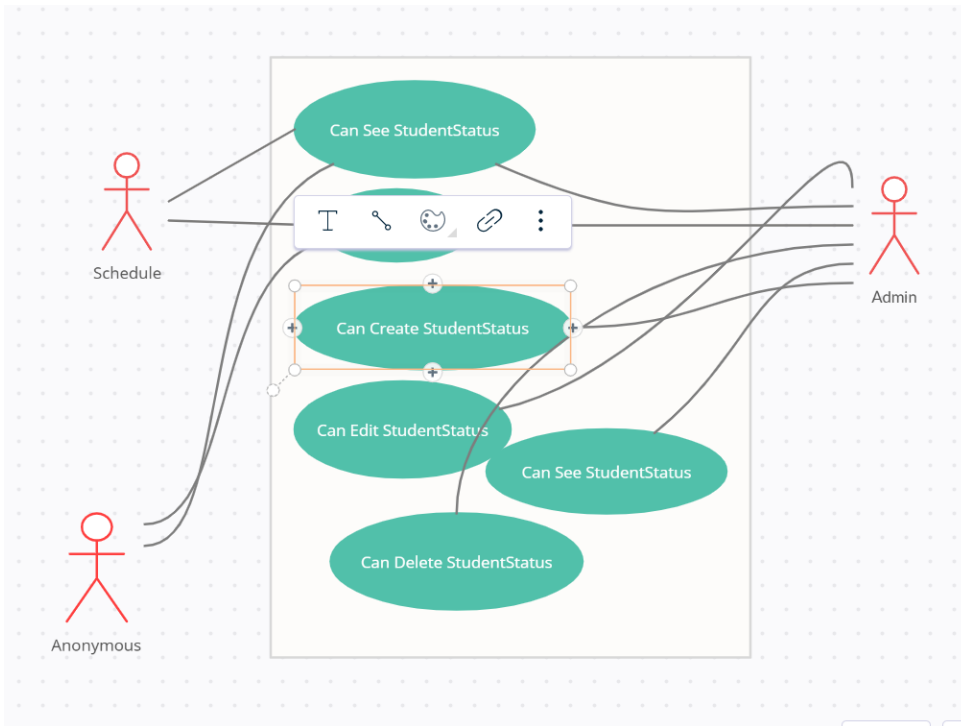 Can See StudentStatus
Schedule
Admin
Can Create StudentStatus
Can Edit StudentStatus
Can See StudentStatus
Can Delete StudentStatus
Anonymous